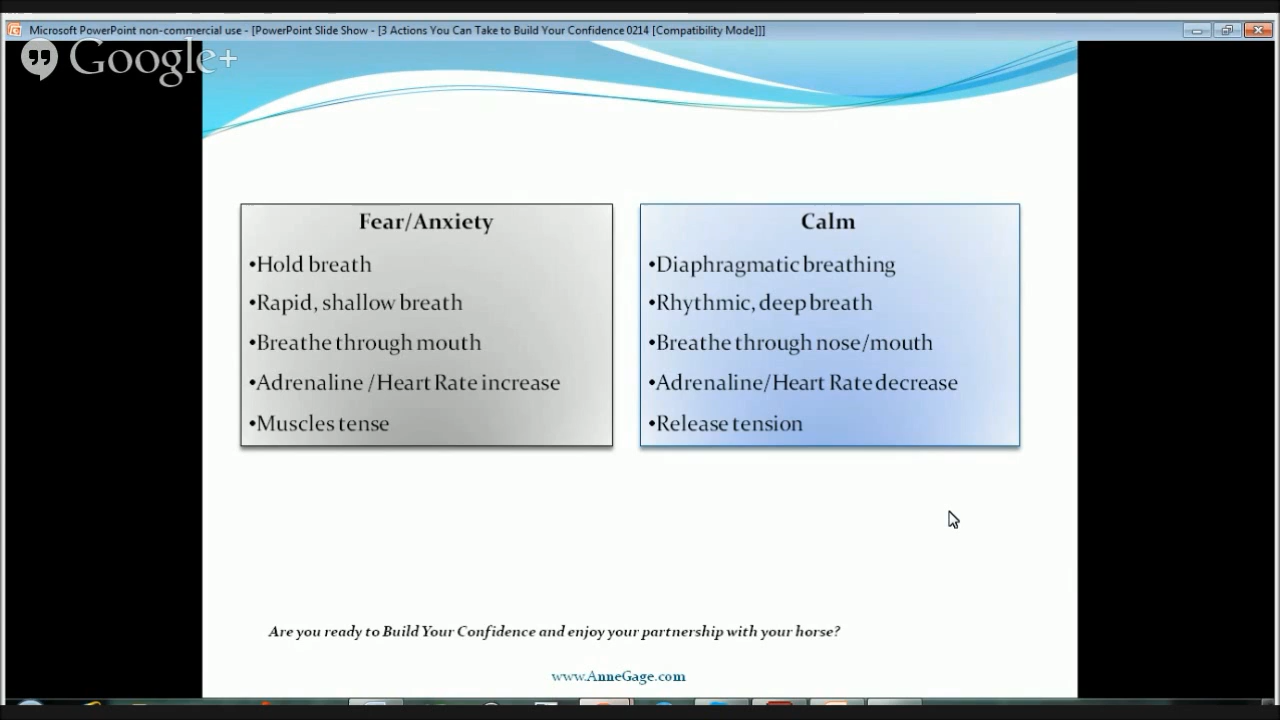 Microsoft PowerPoint non-commercial use - [PowerPoint Slide Show - [3 Actions You Can Take to Build Your Confidence 0214 [Compatibility Mode]]]
Google+
Fear/Anxiety
•Hold breath
•Rapid, shallow breath
•Breathe through mouth
•Adrenaline /Heart Rate increase
•Muscles tense
Calm
•Diaphragmatic breathing
•Rhythmic, deep breath
•Breathe through nose/mouth
•Adrenaline/Heart Rate decrease
•Release tension
Are you ready to Build Your Confidence and enjoy your partnership with your horse?
www.AnneGage.com